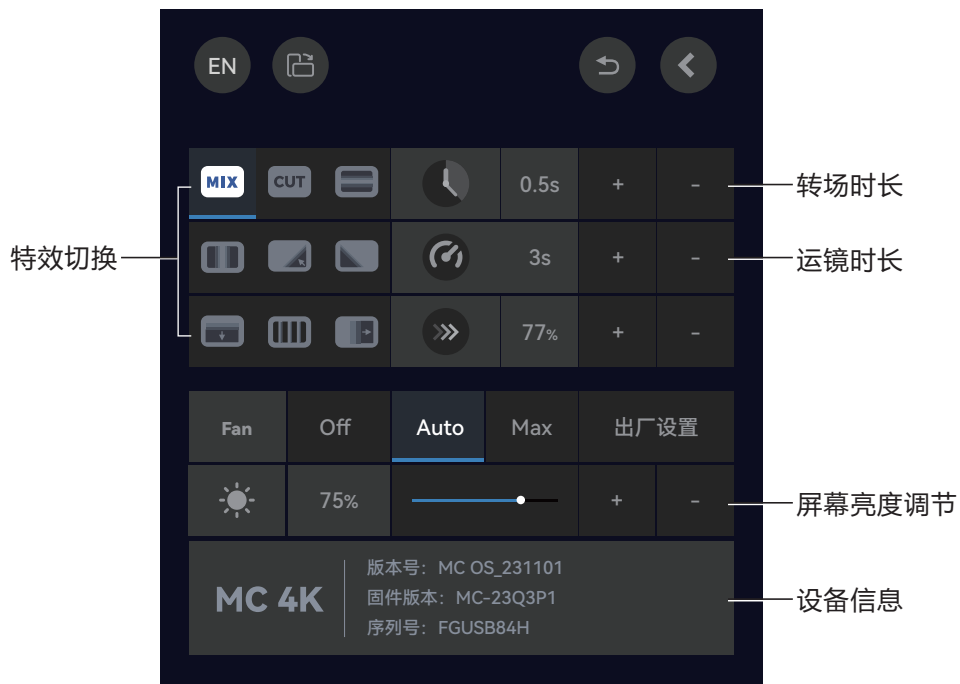 EN
MIX CUT 0.5s + - 转场时长
特效切换 3s + - 运镜时长
77% + -
Fan Off Auto Max 出厂设置
75% + - 屏幕亮度调节
MC 4K
版本号：MC OS_231101
固件版本：MC-23Q3P1
序列号：FGUSB84H
设备信息